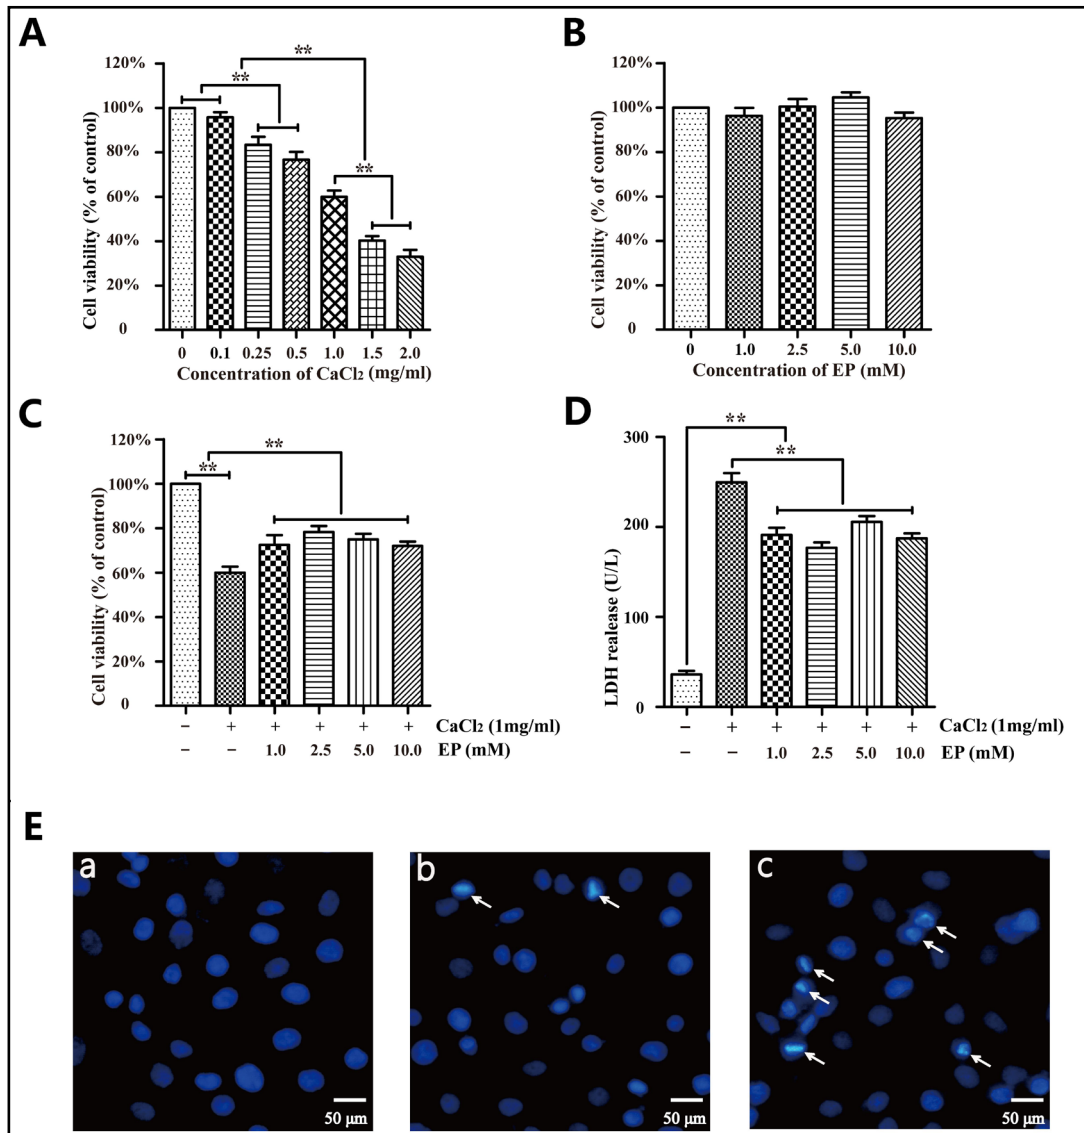 A
120%
100%
80%
60%
40%
20%
0
Cell viability (% of control)
**
**
**
0 0.1 0.25 0.5 1.0 1.5 2.0
Concentration of CaCl₂ (mg/ml)
B
120%
100%
80%
60%
40%
20%
0
Cell viability (% of control)
0 1.0 2.5 5.0 10.0
Concentration of EP (mM)
C
120%
100%
80%
60%
40%
20%
0
Cell viability (% of control)
**
**
− + + + + + CaCl₂ (1mg/ml)
− − 1.0 2.5 5.0 10.0 EP (mM)
D
300
200
100
0
LDH realease (U/L)
**
**
− + + + + + CaCl₂ (1mg/ml)
− − 1.0 2.5 5.0 10.0 EP (mM)
E
a
50 µm
b
50 µm
c
50 µm